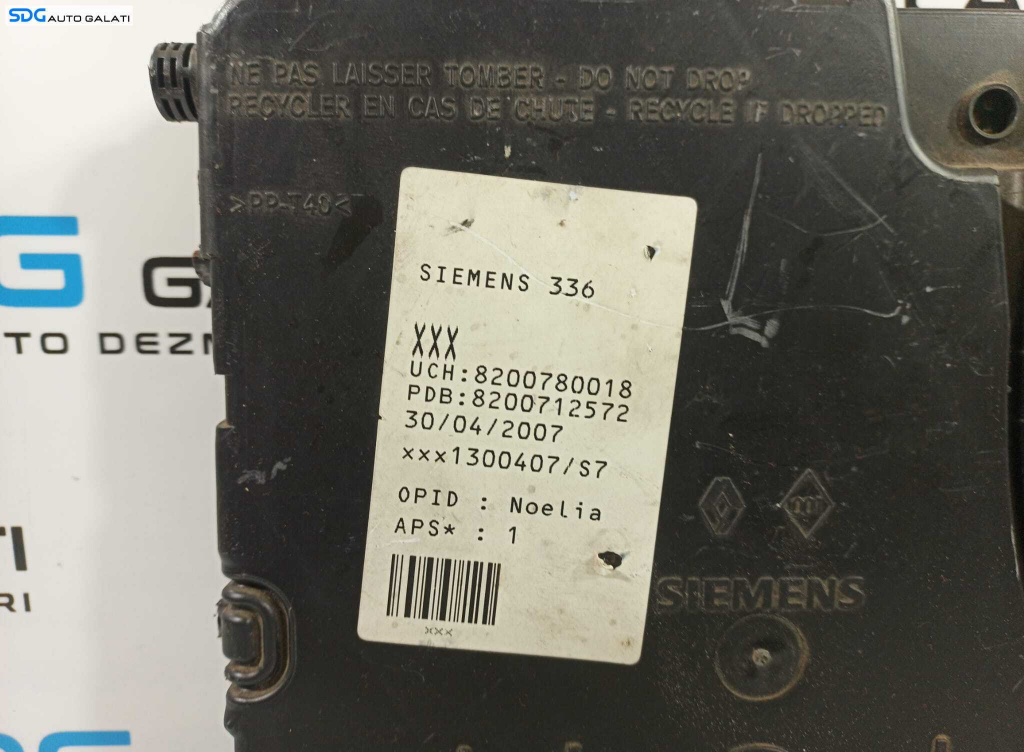 SDG AUTO GALATI
NE PAS LAISSER TOMBER - DO NOT DROP
RECYCLER EN CAS DE CHUTE - RECYCLE IF DROPPED
>PP-T40<
SIEMENS 336
XXX
UCH:8200780018
PDB:8200712572
30/04/2007
xxx1300407/S7
OPID : Noelia
APS* : 1
xxx
SIEMENS